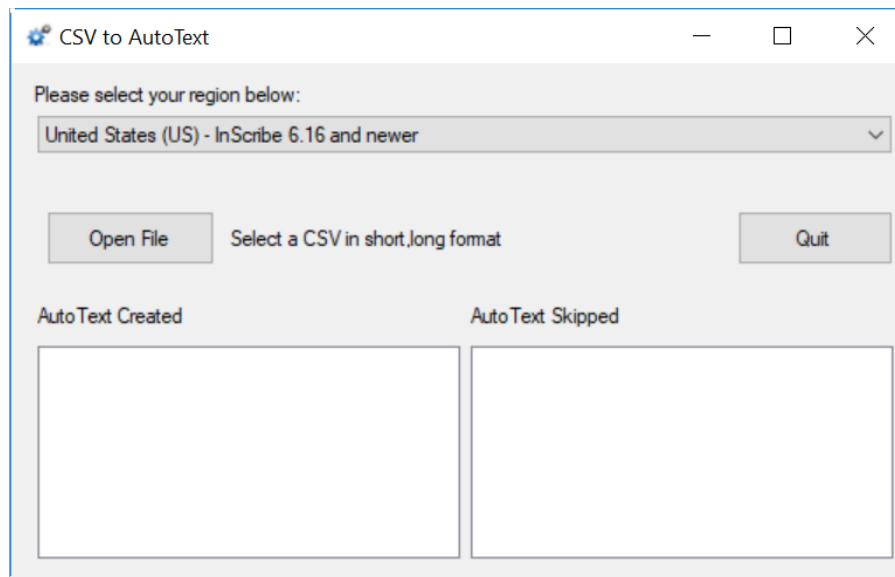 CSV to AutoText
Please select your region below:
United States (US) - InScribe 6.16 and newer
Open File Select a CSV in short,long format Quit
AutoText Created AutoText Skipped